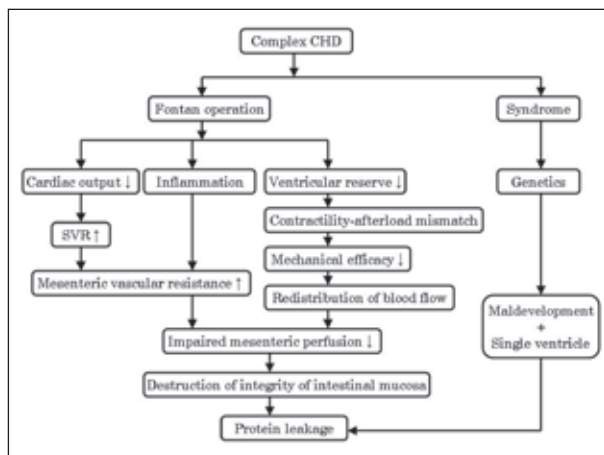 Complex CHD
Fontan operation
Syndrome
Cardiac output ↓
Inflammation
Ventricular reserve ↓
Genetics
Contractility-afterload mismatch
SVR ↑
Mechanical efficacy ↓
Mesenteric vascular resistance ↑
Redistribution of blood flow
Maldevelopment
+
Single ventricle
Impaired mesenteric perfusion ↓
Destruction of integrity of intestinal mucosa
Protein leakage